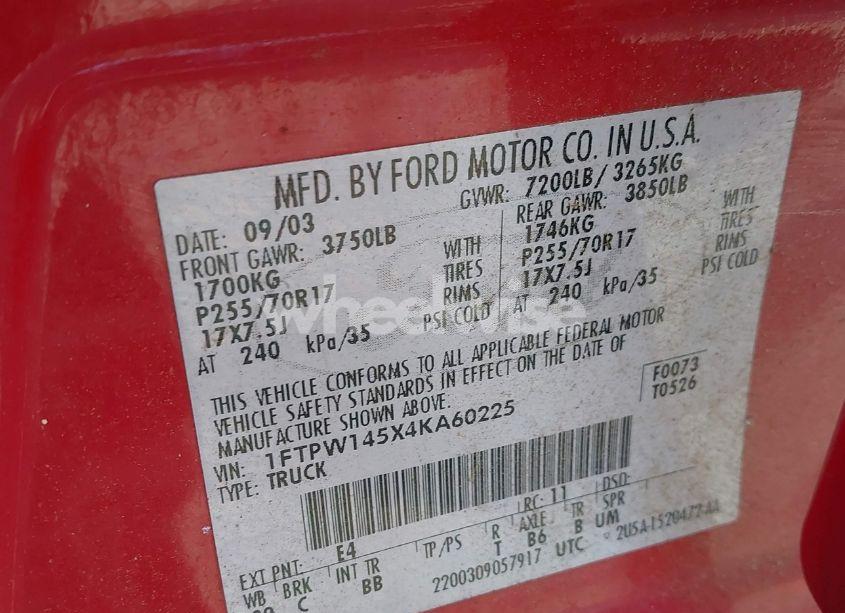 MFD. BY FORD MOTOR CO. IN U.S.A.
DATE: 09/03 GVWR: 7200LB/ 3265KG
FRONT GAWR: 3750LB REAR GAWR: 3850LB
1700KG WITH 1746KG WITH
P255/70R17 TIRES P255/70R17 TIRES
17X7.5J RIMS 17X7.5J RIMS
AT 240 kPa/35 PSI COLD AT 240 kPa/35 PSI COLD
wheelwise
THIS VEHICLE CONFORMS TO ALL APPLICABLE FEDERAL MOTOR
VEHICLE SAFETY STANDARDS IN EFFECT ON THE DATE OF
MANUFACTURE SHOWN ABOVE.
F0073
T0526
VIN: 1FTPW145X4KA60225
TYPE: TRUCK
EXT PNT: E4 RC: 11 DSO:
WB BRK INT TR TP/PS R AXLE TR SPR
C BB T B6 B UM
2200309057917 UTC 2U5A-1520472-AA